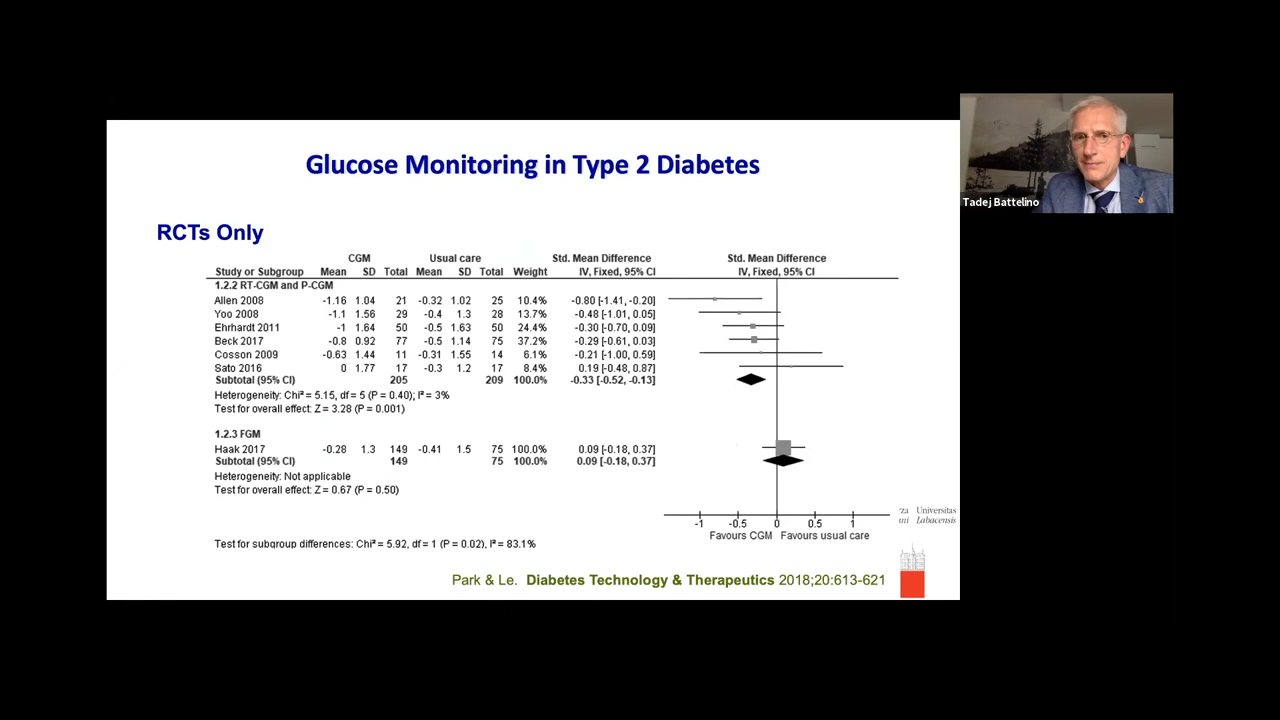 Glucose Monitoring in Type 2 Diabetes
Tadej Battelino
RCTs Only
CGM Usual care Std. Mean Difference Std. Mean Difference
Study or Subgroup Mean SD Total Mean SD Total Weight IV, Fixed, 95% CI IV, Fixed, 95% CI
1.2.2 RT-CGM and P-CGM
Allen 2008 -1.16 1.04 21 -0.32 1.02 25 10.4% -0.80 [-1.41, -0.20]
Yoo 2008 -1.1 1.56 29 -0.4 1.3 28 13.7% -0.48 [-1.01, 0.05]
Ehrhardt 2011 -1 1.64 50 -0.5 1.63 50 24.4% -0.30 [-0.70, 0.09]
Beck 2017 -0.8 0.92 77 -0.5 1.14 75 37.2% -0.29 [-0.61, 0.03]
Cosson 2009 -0.63 1.44 11 -0.31 1.55 14 6.1% -0.21 [-1.00, 0.59]
Sato 2016 0 1.77 17 -0.3 1.2 17 8.4% 0.19 [-0.48, 0.87]
Subtotal (95% CI) 205 209 100.0% -0.33 [-0.52, -0.13]
Heterogeneity: Chi² = 5.15, df = 5 (P = 0.40); I² = 3%
Test for overall effect: Z = 3.28 (P = 0.001)
1.2.3 FGM
Haak 2017 -0.28 1.3 149 -0.41 1.5 75 100.0% 0.09 [-0.18, 0.37]
Subtotal (95% CI) 149 75 100.0% 0.09 [-0.18, 0.37]
Heterogeneity: Not applicable
Test for overall effect: Z = 0.67 (P = 0.50)
rza Universitas
ani Labacensis
-1 -0.5 0 0.5 1
Favours CGM Favours usual care
Test for subgroup differences: Chi² = 5.92, df = 1 (P = 0.02), I² = 83.1%
Park & Le. Diabetes Technology & Therapeutics 2018;20:613-621